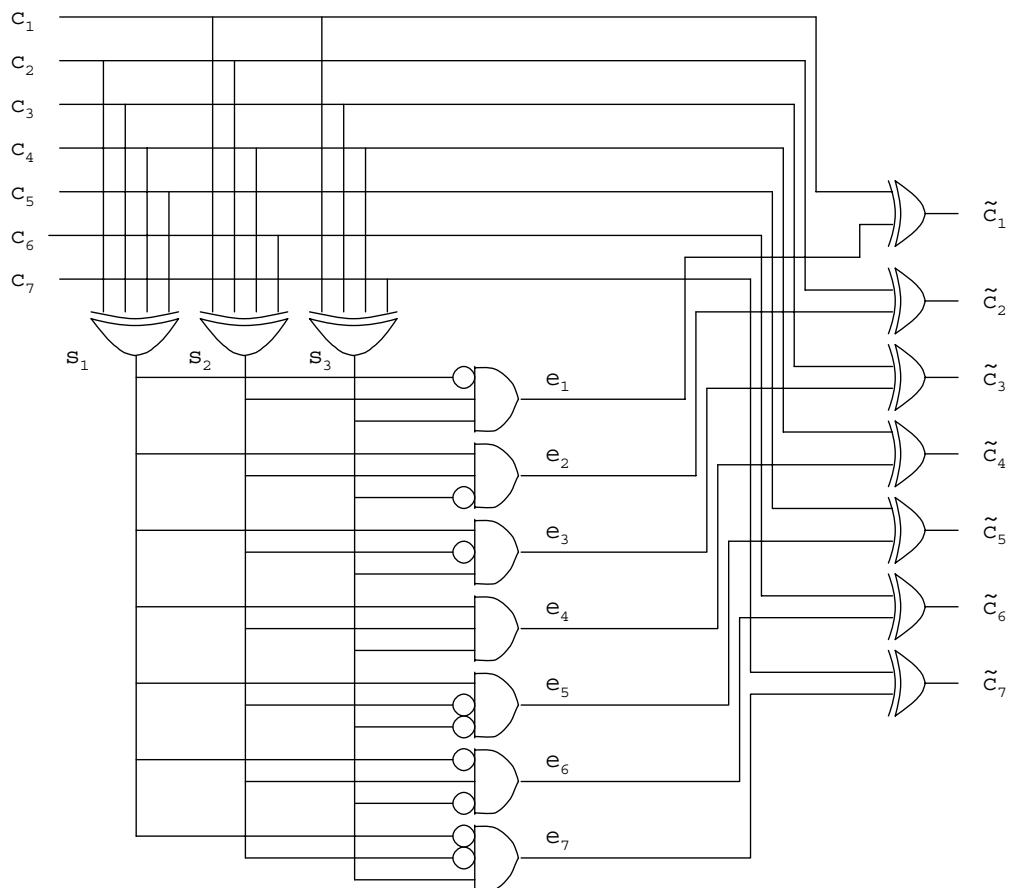 c₁
c₂
c₃
c₄
c₅
c₆
c₇
s₁ s₂ s₃
e₁
e₂
e₃
e₄
e₅
e₆
e₇
c̃₁
c̃₂
c̃₃
c̃₄
c̃₅
c̃₆
c̃₇